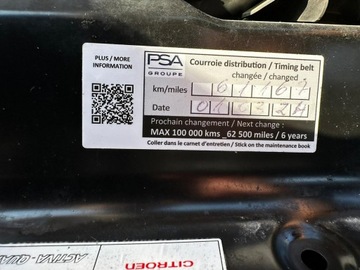 PLUS / MORE
INFORMATION
PSA
GROUPE
Courroie distribution / Timing belt
changée / changed
km/miles
Date
Prochain changement / Next change :
MAX 100 000 kms _62 500 miles / 6 years
Coller dans le carnet d'entretien / Stick on the maintenance book
CITROËN